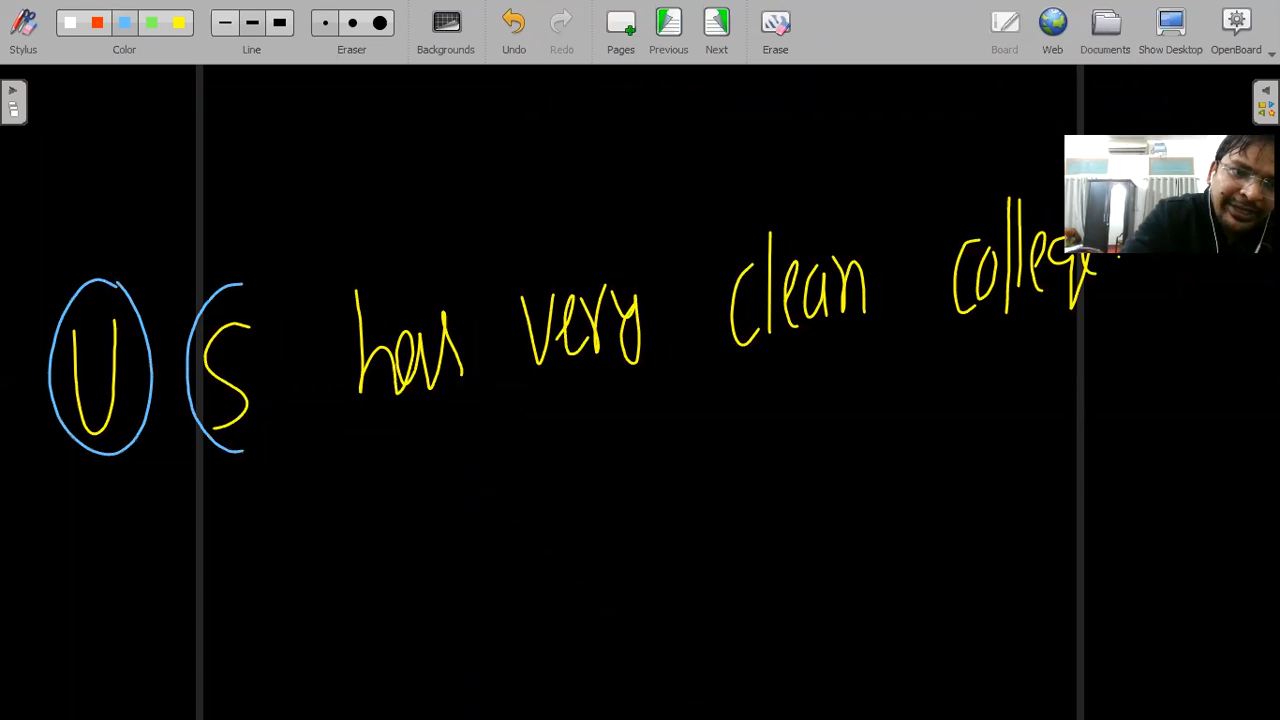 Stylus
Color
Line
Eraser
Backgrounds
Undo
Redo
Pages
Previous
Next
Erase
Board
Web
Documents
Show Desktop
OpenBoard
U S has very clean